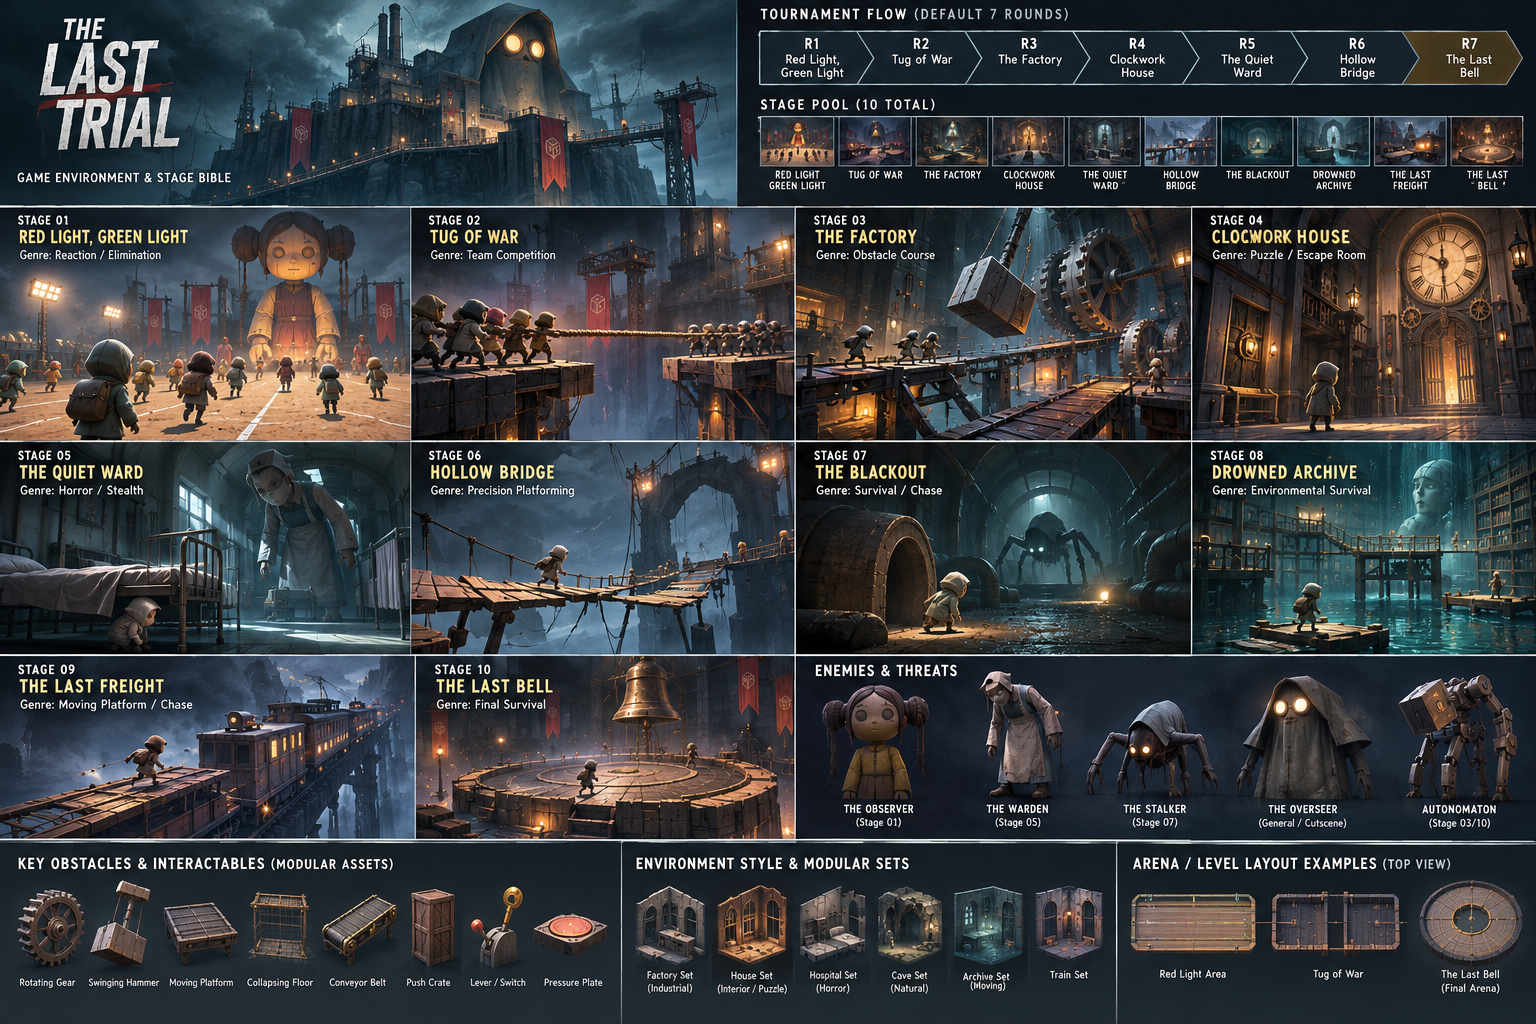 THE
LAST
TRIAL
GAME ENVIRONMENT & STAGE BIBLE
TOURNAMENT FLOW (DEFAULT 7 ROUNDS)
R1
Red Light,
Green Light
R2
Tug of War
R3
The Factory
R4
Clockwork
House
R5
The Quiet
Ward
R6
Hollow
Bridge
R7
The Last
Bell
STAGE POOL (10 TOTAL)
RED LIGHT
GREEN LIGHT
TUG OF WAR
THE FACTORY
CLOCKWORK
HOUSE
THE QUIET
WARD
HOLLOW
BRIDGE
THE BLACKOUT
DROWNED
ARCHIVE
THE LAST
FREIGHT
THE LAST
BELL
STAGE 01
RED LIGHT, GREEN LIGHT
Genre: Reaction / Elimination
STAGE 02
TUG OF WAR
Genre: Team Competition
STAGE 03
THE FACTORY
Genre: Obstacle Course
STAGE 04
CLOCWORK HOUSE
Genre: Puzzle / Escape Room
STAGE 05
THE QUIET WARD
Genre: Horror / Stealth
STAGE 06
HOLLOW BRIDGE
Genre: Precision Platforming
STAGE 07
THE BLACKOUT
Genre: Survival / Chase
STAGE 08
DROWNED ARCHIVE
Genre: Environmental Survival
STAGE 09
THE LAST FREIGHT
Genre: Moving Platform / Chase
STAGE 10
THE LAST BELL
Genre: Final Survival
ENEMIES & THREATS
THE OBSERVER
(Stage 01)
THE WARDEN
(Stage 05)
THE STALKER
(Stage 07)
THE OVERSEER
(General / Cutscene)
AUTONOMATON
(Stage 03/10)
KEY OBSTACLES & INTERACTABLES (MODULAR ASSETS)
Rotating Gear
Swinging Hammer
Moving Platform
Collapsing Floor
Conveyor Belt
Push Crate
Lever / Switch
Pressure Plate
ENVIRONMENT STYLE & MODULAR SETS
Factory Set
(Industrial)
House Set
(Interior / Puzzle)
Hospital Set
(Horror)
Cave Set
(Natural)
Archive Set
(Moving)
Train Set
ARENA / LEVEL LAYOUT EXAMPLES (TOP VIEW)
Red Light Area
Tug of War
The Last Bell
(Final Arena)